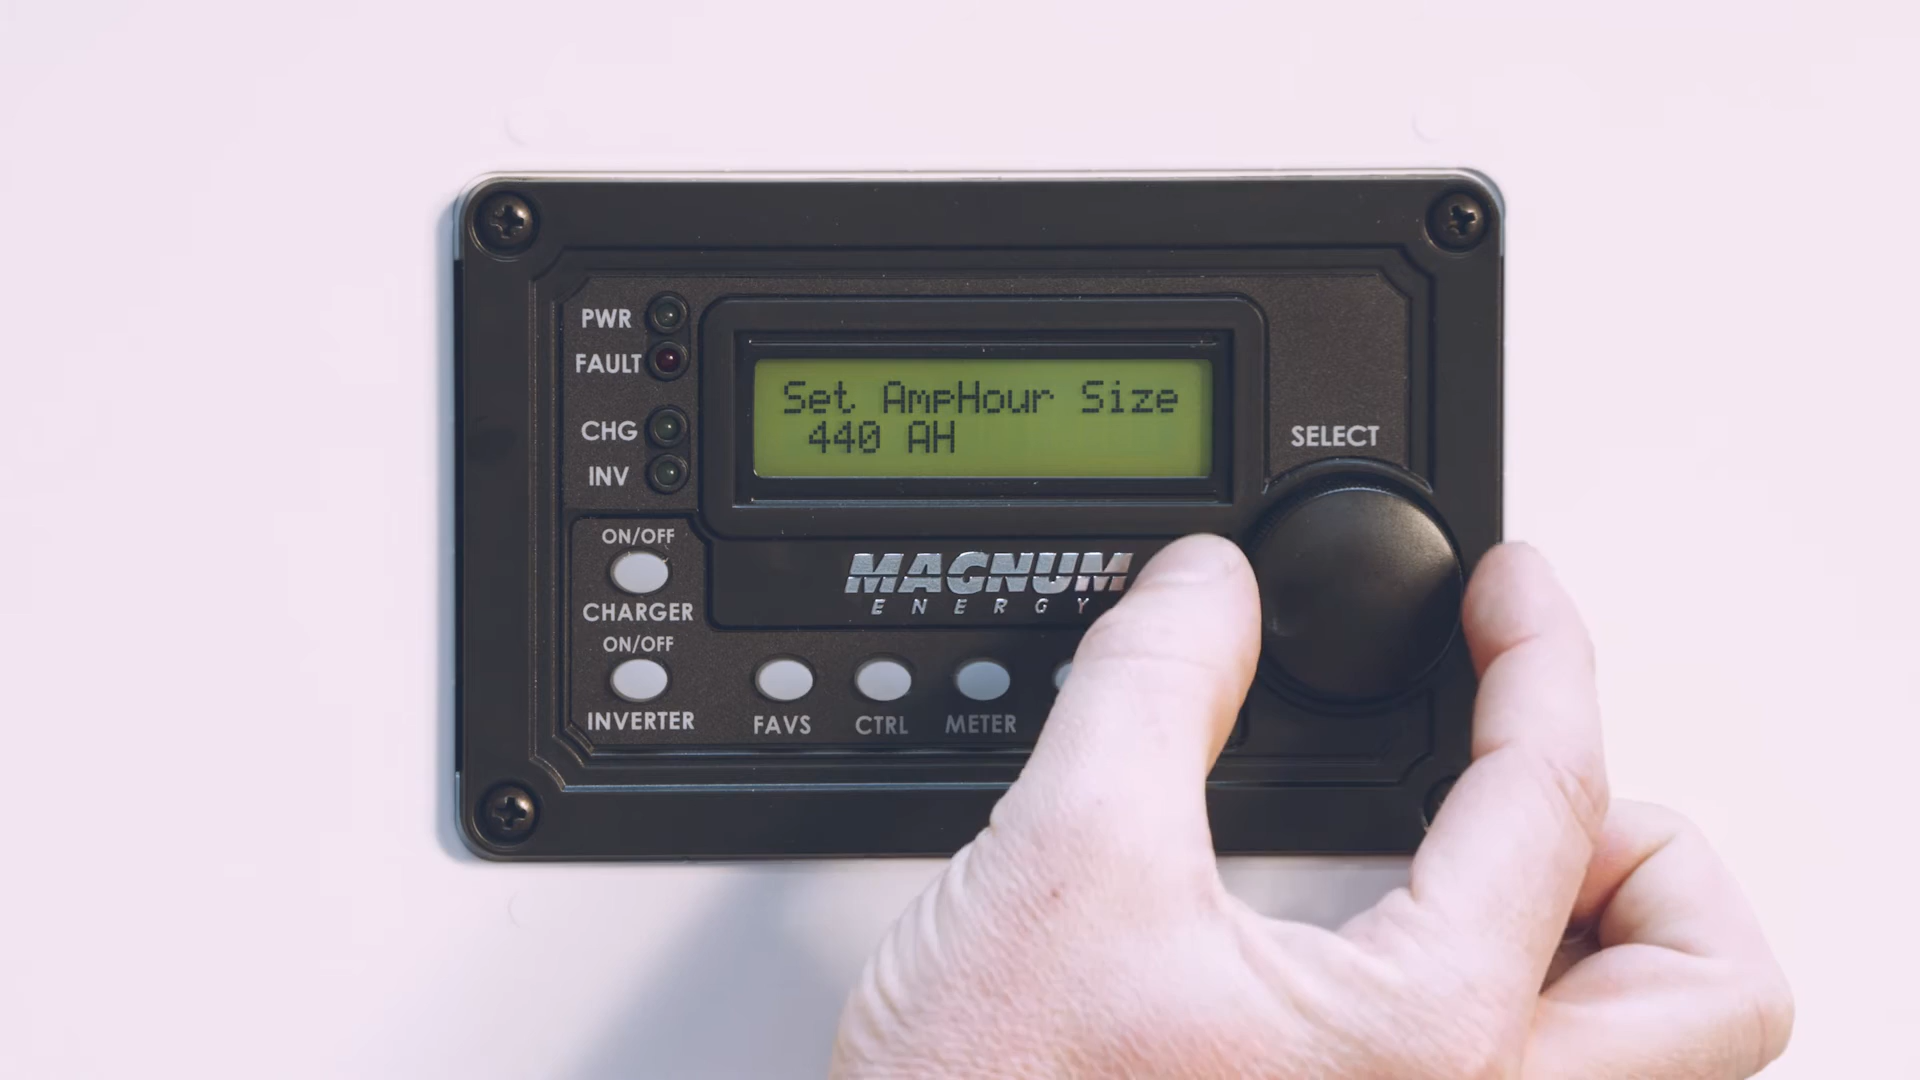 PWR
FAULT
CHG
INV
Set AmpHour Size
440 AH
SELECT
ON/OFF
CHARGER
ON/OFF
INVERTER
MAGNUM
ENERGY
FAVS
CTRL
METER